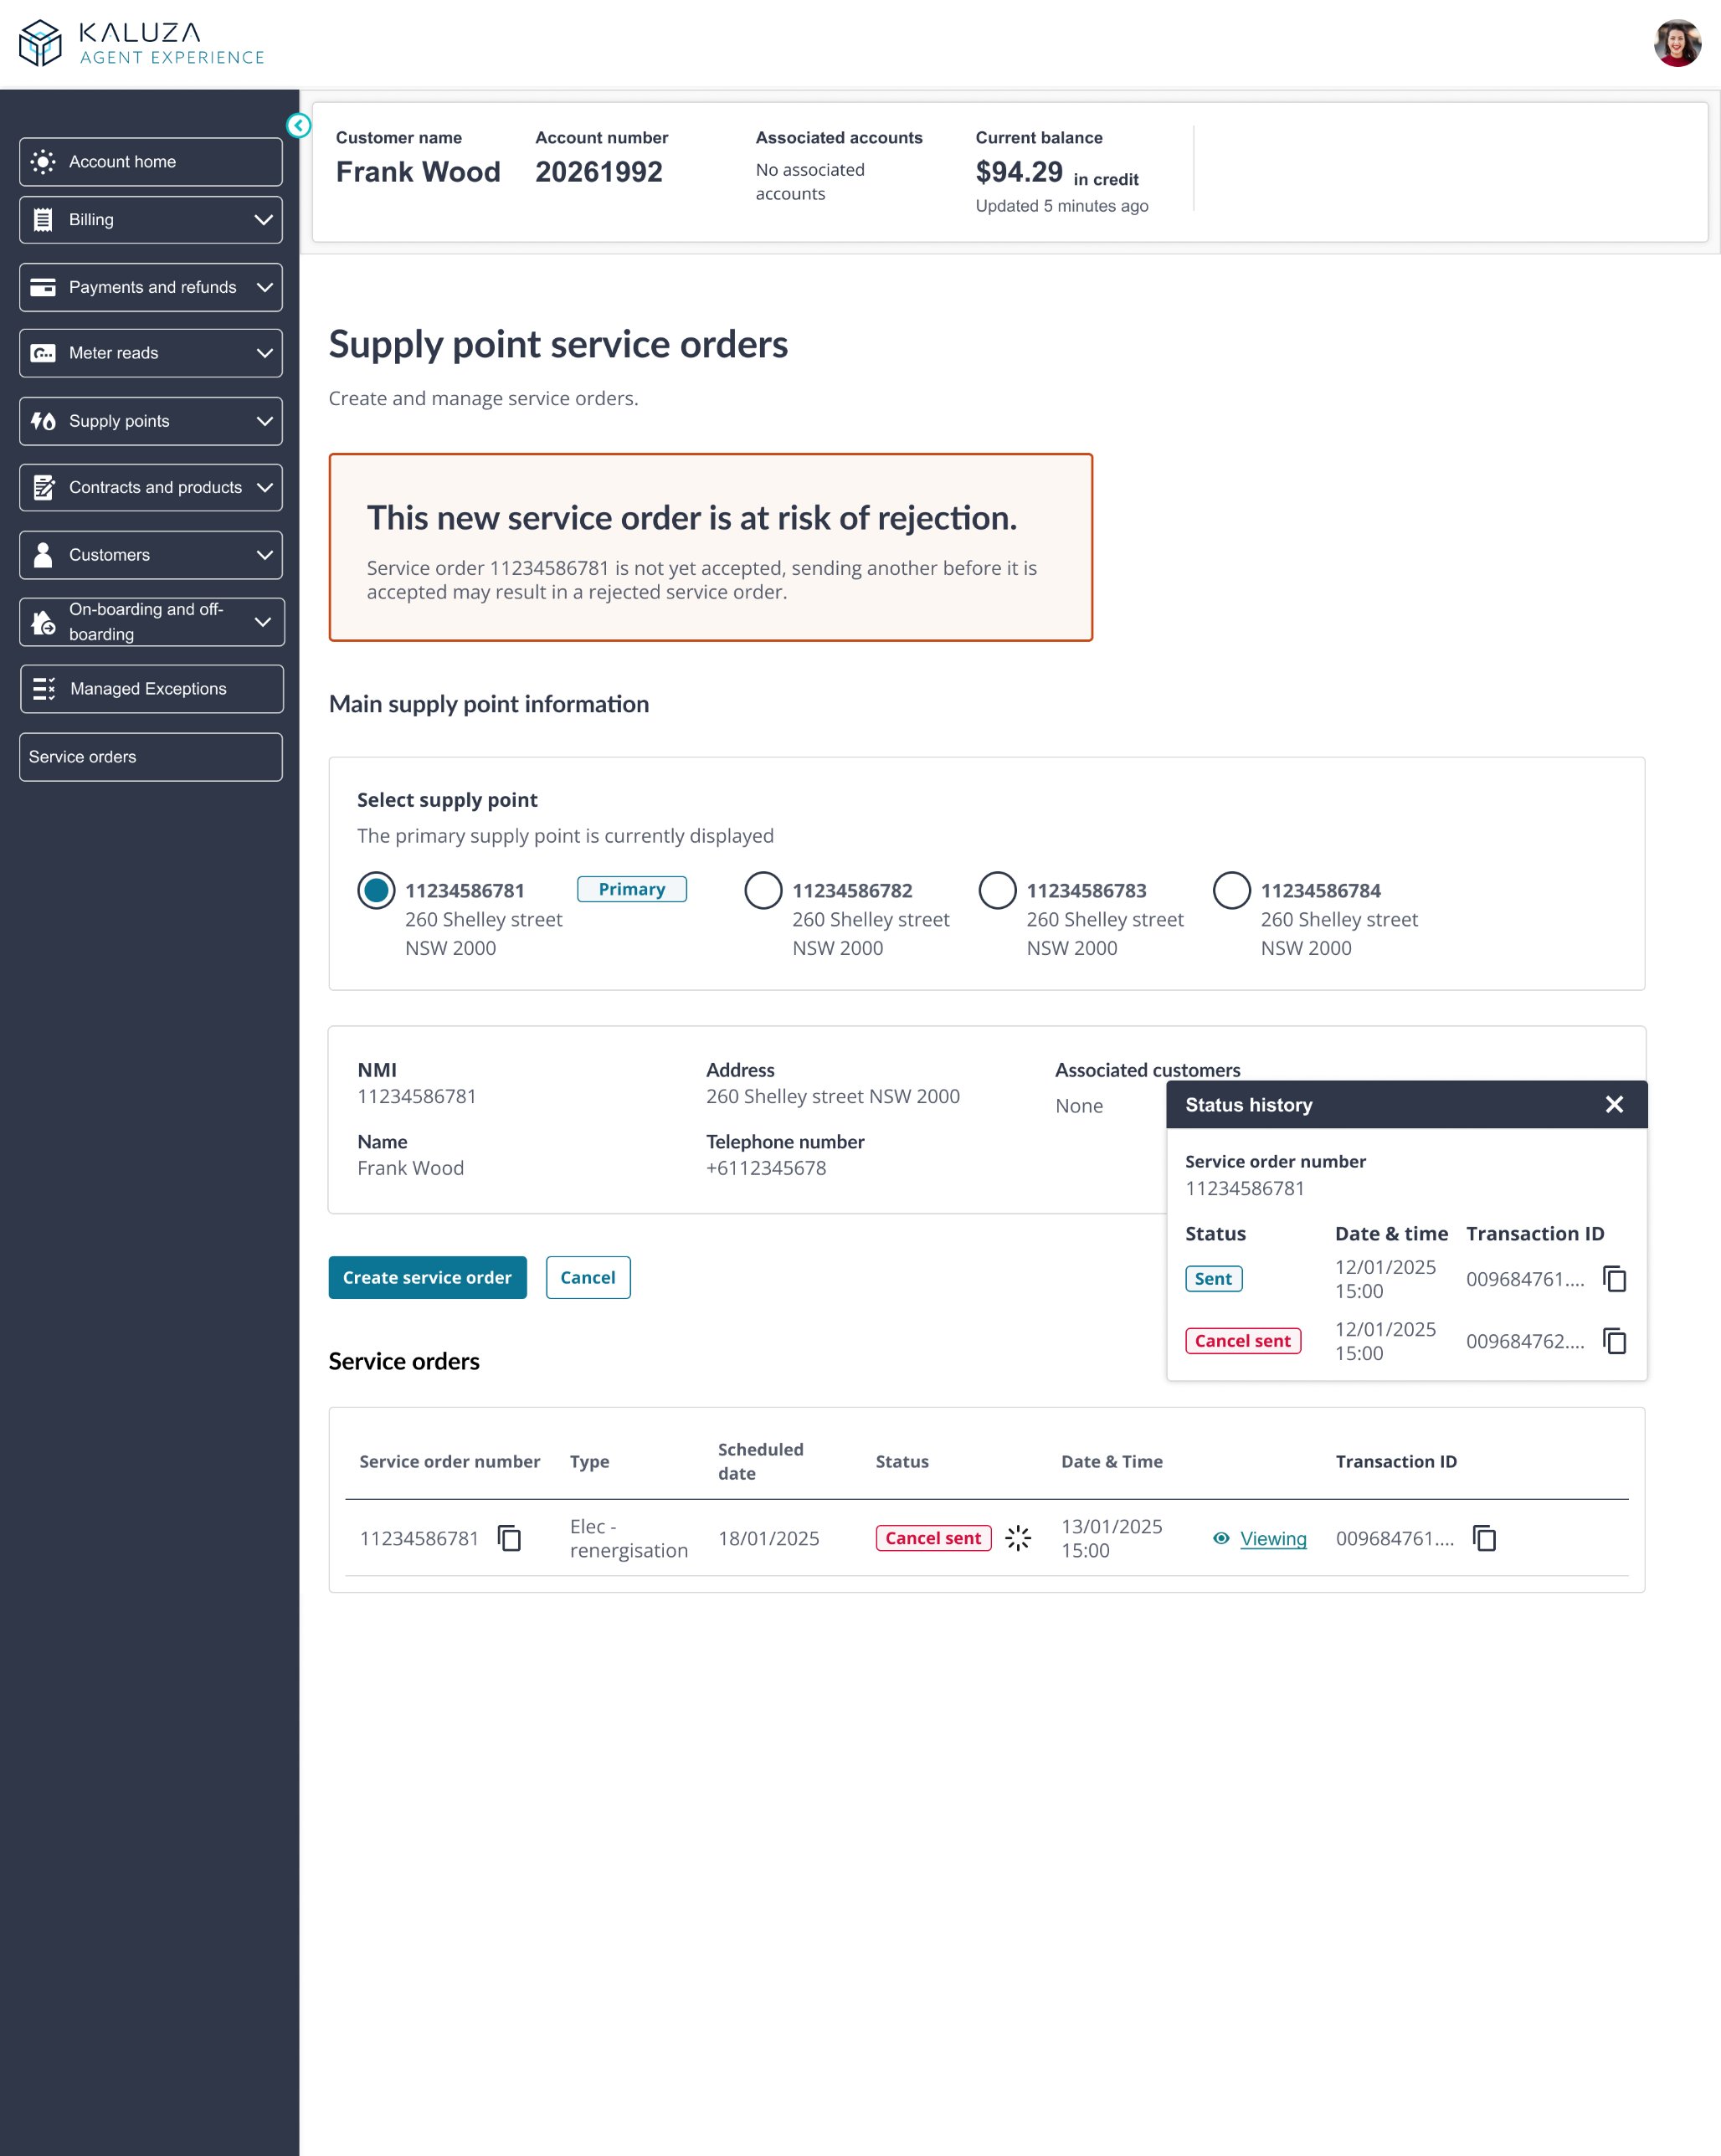 KALUZA
AGENT EXPERIENCE
Account home
Billing
Payments and refunds
Meter reads
Supply points
Contracts and products
Customers
On-boarding and off-
boarding
Managed Exceptions
Service orders
Customer name
Frank Wood
Account number
20261992
Associated accounts
No associated
accounts
Current balance
$94.29 in credit
Updated 5 minutes ago
Supply point service orders
Create and manage service orders.
This new service order is at risk of rejection.
Service order 11234586781 is not yet accepted, sending another before it is
accepted may result in a rejected service order.
Main supply point information
Select supply point
The primary supply point is currently displayed
11234586781
Primary
260 Shelley street
NSW 2000
11234586782
260 Shelley street
NSW 2000
11234586783
260 Shelley street
NSW 2000
11234586784
260 Shelley street
NSW 2000
NMI
11234586781
Address
260 Shelley street NSW 2000
Associated customers
None
Name
Frank Wood
Telephone number
+6112345678
Status history
Service order number
11234586781
Status Date & time Transaction ID
Sent
12/01/2025
15:00
009684761....
Cancel sent
12/01/2025
15:00
009684762....
Create service order
Cancel
Service orders
Service order number
Type
Scheduled
date
Status
Date & Time
Transaction ID
11234586781
Elec -
renergisation
18/01/2025
Cancel sent
13/01/2025
15:00
Viewing
009684761....